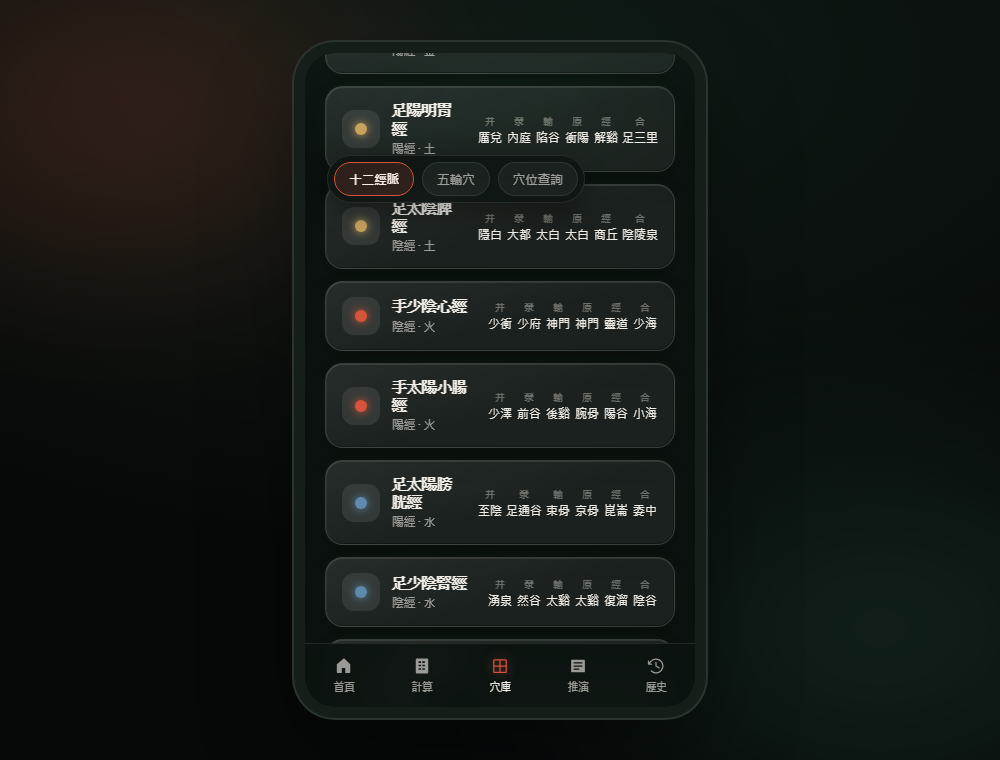 足陽明胃
經
陽經 · 土
井 滎 輸 原 經 合
厲兌 內庭 陷谷 衝陽 解谿 足三里
十二經脈 五輸穴 穴位查詢
足太陰脾
經
陰經 · 土
井 滎 輸 原 經 合
隱白 大都 太白 太白 商丘 陰陵泉
手少陰心經
陰經 · 火
井 滎 輸 原 經 合
少衝 少府 神門 神門 靈道 少海
手太陽小腸
經
陽經 · 火
井 滎 輸 原 經 合
少澤 前谷 後谿 腕骨 陽谷 小海
足太陽膀
胱經
陽經 · 水
井 滎 輸 原 經 合
至陰 足通谷 束骨 京骨 崑崙 委中
足少陰腎經
陰經 · 水
井 滎 輸 原 經 合
湧泉 然谷 太谿 太谿 復溜 陰谷
首頁 計算 穴庫 推演 歷史